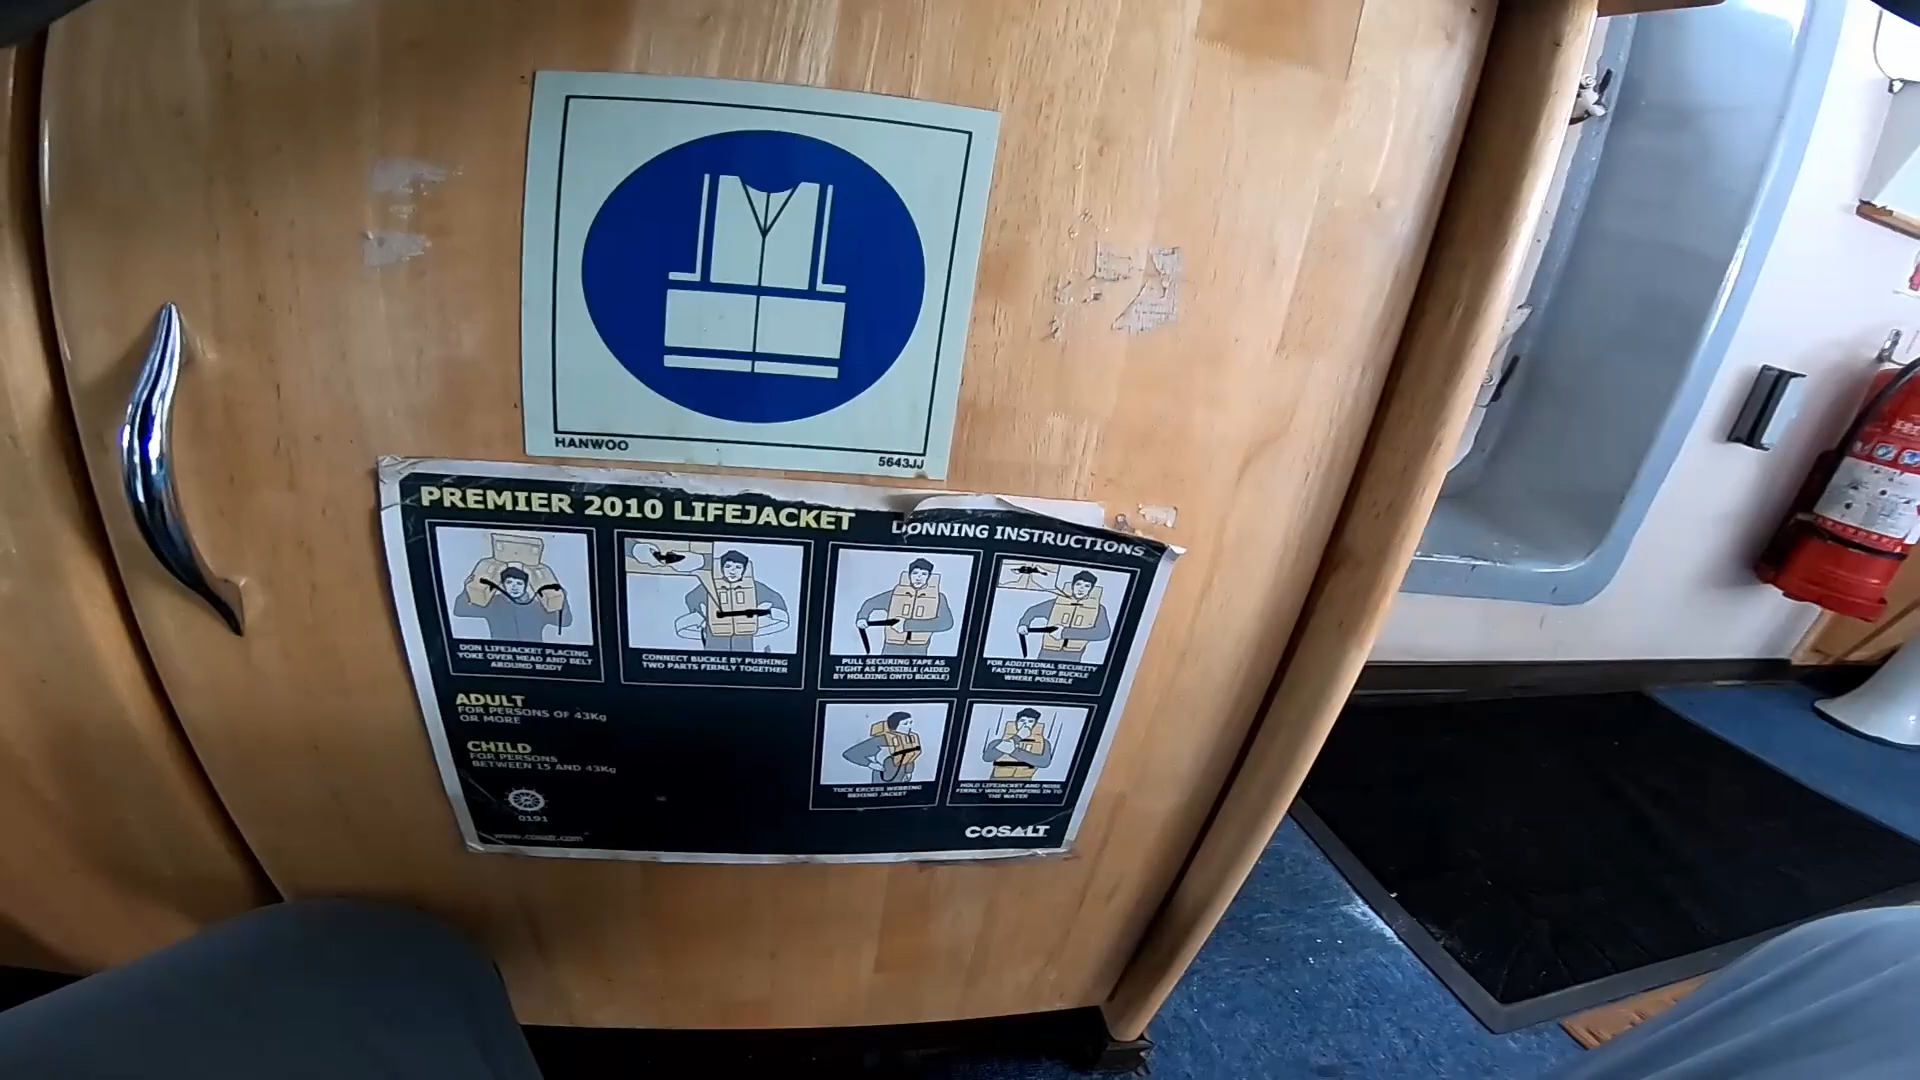 HANWOO
5643JJ
PREMIER 2010 LIFEJACKET
DONNING INSTRUCTIONS
DON LIFEJACKET PLACING
YOKE OVER HEAD AND BELT
AROUND BODY
CONNECT BUCKLE BY PUSHING
TWO PARTS FIRMLY TOGETHER
PULL SECURING TAPE AS
TIGHT AS POSSIBLE (AIDED
BY HOLDING ONTO BUCKLE)
FOR ADDITIONAL SECURITY
FASTEN THE TOP BUCKLE
WHERE POSSIBLE
ADULT
FOR PERSONS OF 43Kg
OR MORE
CHILD
FOR PERSONS
BETWEEN 15 AND 43Kg
TUCK EXCESS WEBBING
BEHIND JACKET
HOLD LIFEJACKET AND NOSE
FIRMLY WHEN JUMPING IN TO
THE WATER
0191
www.cosalt.com
COSALT